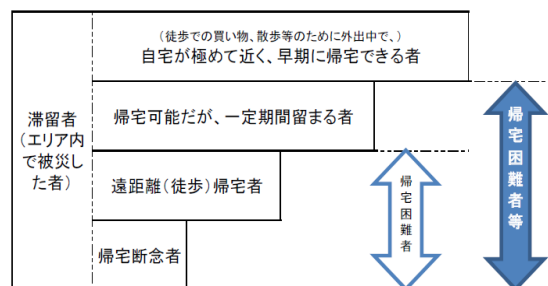 (徒歩での買い物、散歩等のために外出中で、)
自宅が極めて近く、早期に帰宅できる者
帰宅可能だが、一定期間留まる者
滞留者
(エリア内
で被災し
た者)
遠距離(徒歩)帰宅者
帰宅断念者
帰宅困難者
帰宅困難者等